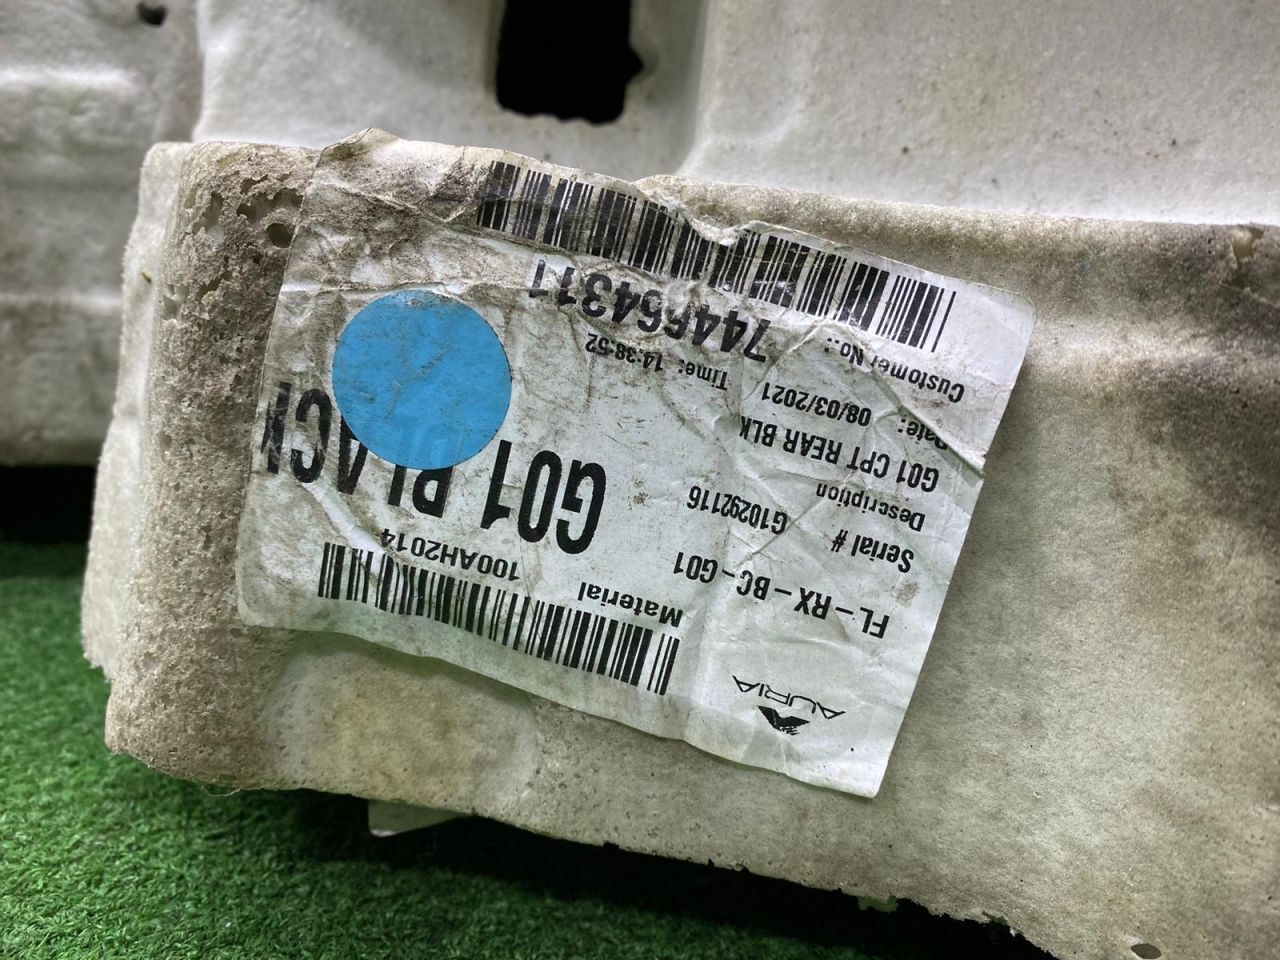 AURIA
Material
FL-RX-BC-G01
100AH2014
Serial #
G10292116
G01 BLACK
Description
G01 CPT REAR BLK
Date: 08/03/2021 Time: 14:38:52
Customer No.:
744664311